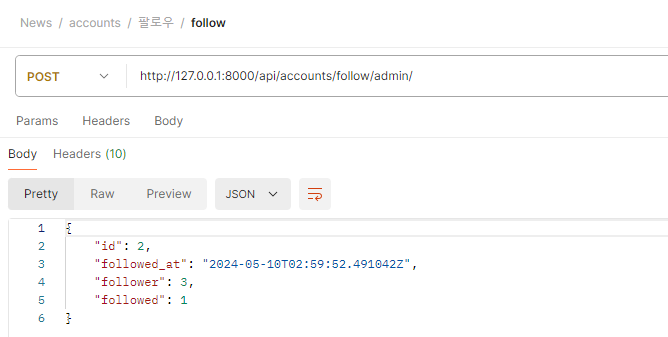 News / accounts / 팔로우 / follow
POST http://127.0.0.1:8000/api/accounts/follow/admin/
Params Headers Body
Body Headers (10)
Pretty Raw Preview JSON
1 {
2 "id": 2,
3 "followed_at": "2024-05-10T02:59:52.491042Z",
4 "follower": 3,
5 "followed": 1
6 }